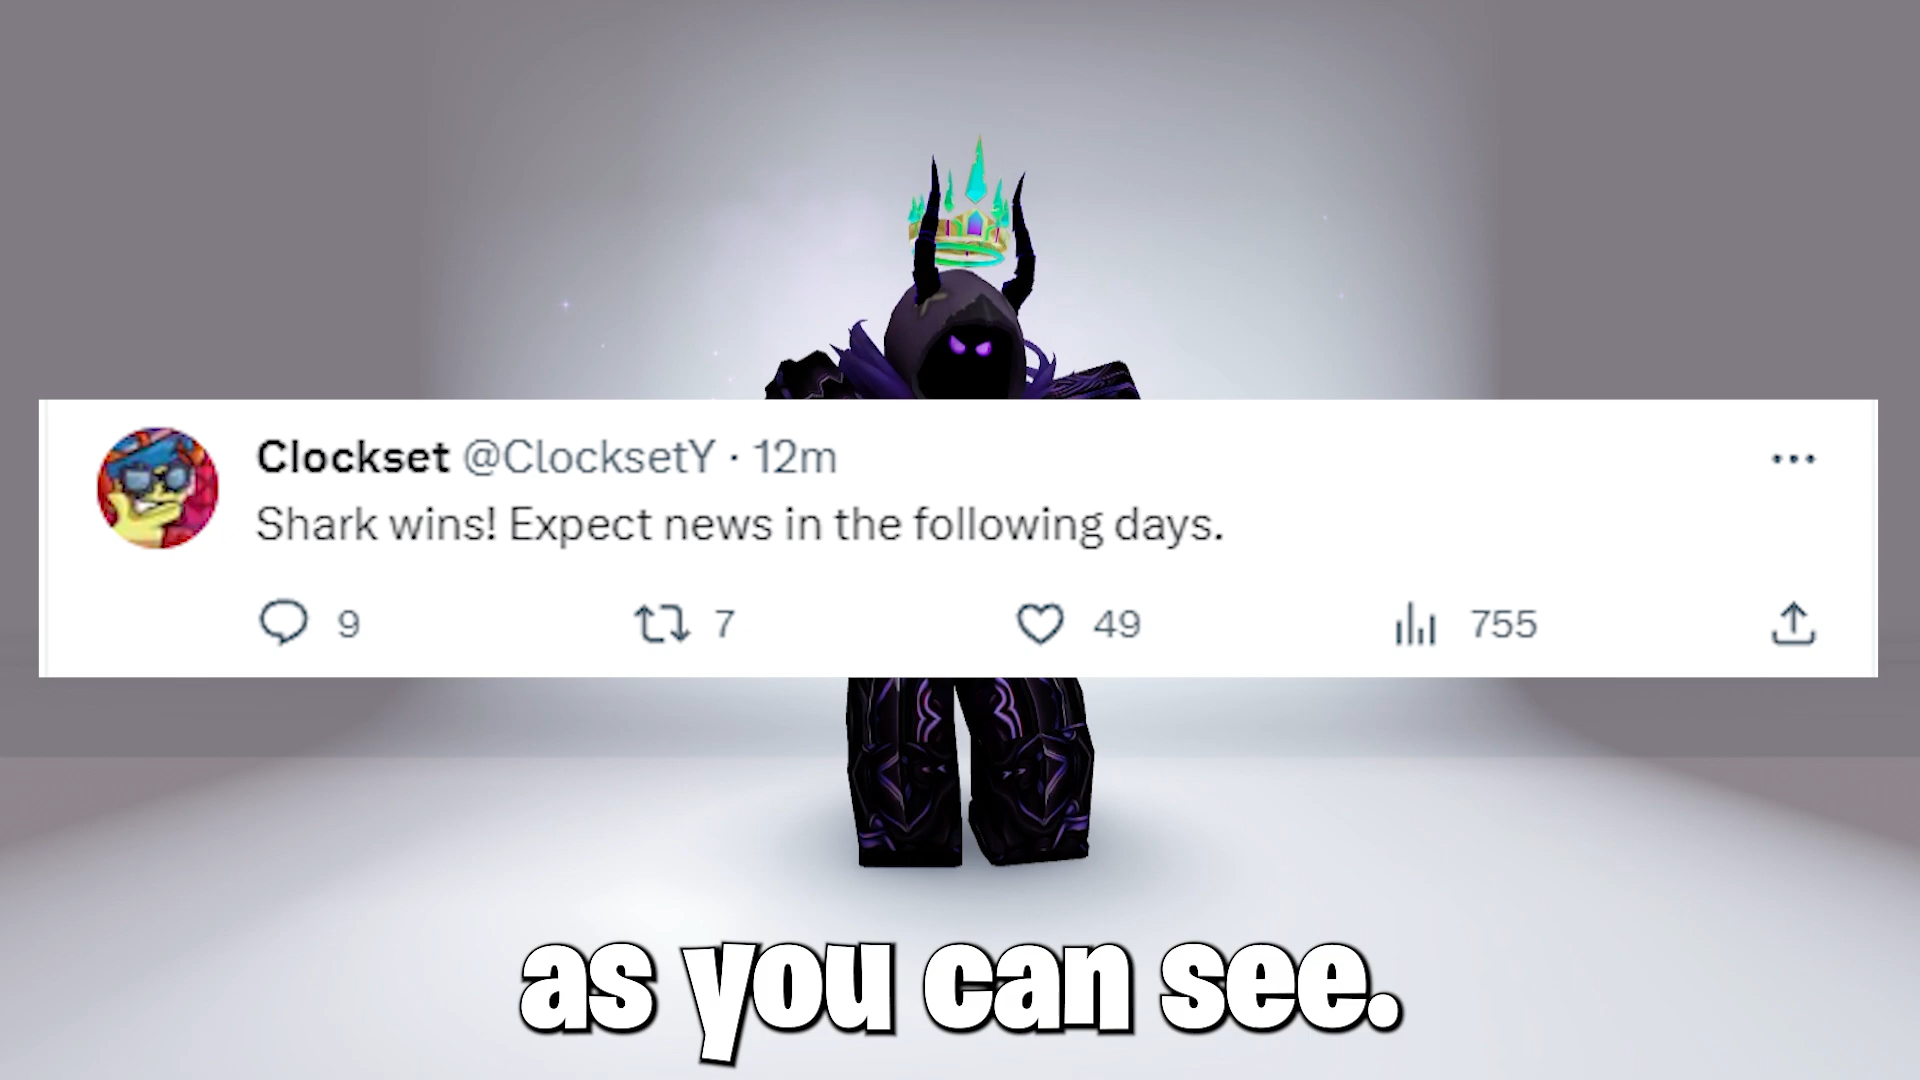 Clockset @ClocksetY · 12m
Shark wins! Expect news in the following days.
9 7 49 755
as you can see.